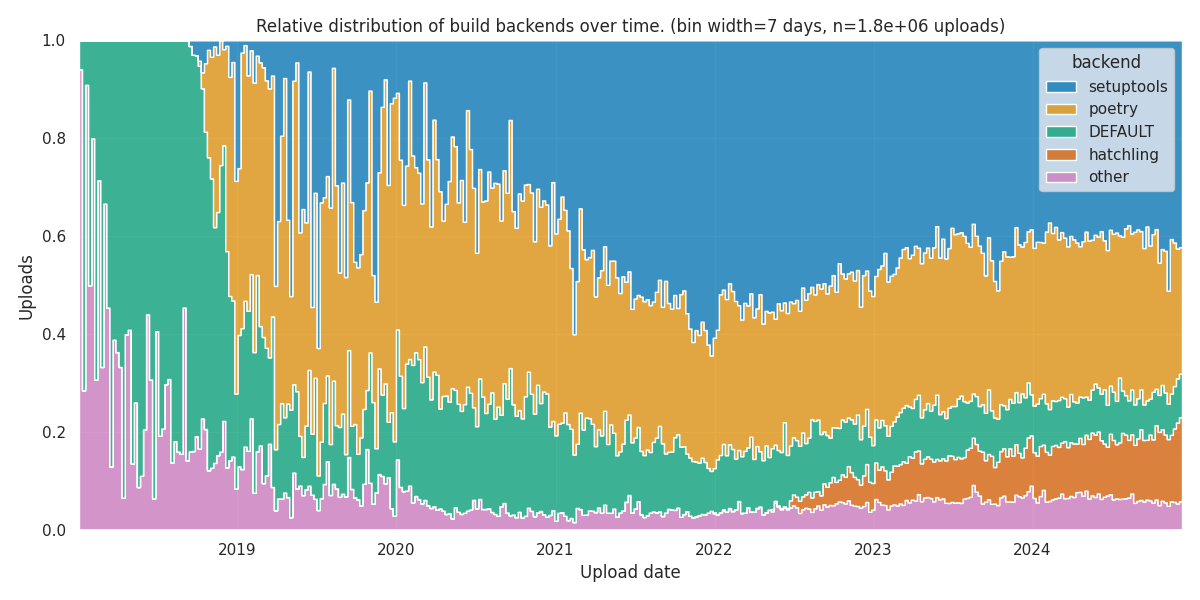 Relative distribution of build backends over time. (bin width=7 days, n=1.8e+06 uploads)
1.0
0.8
0.6
0.4
0.2
0.0
Uploads
backend
setuptools
poetry
DEFAULT
hatchling
other
2019 2020 2021 2022 2023 2024
Upload date